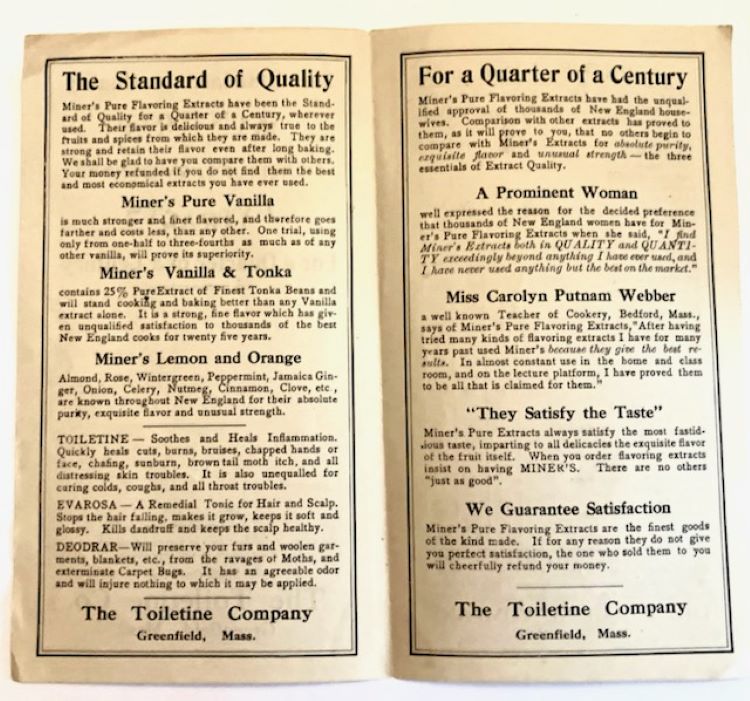 The Standard of Quality
Miner's Pure Flavoring Extracts have been the Stand-
ard of Quality for a Quarter of a Century, wherever
used. Their flavor is delicious and always true to the
fruits and spices from which they are made. They are
strong and retain their flavor even after long baking.
We shall be glad to have you compare them with others.
Your money refunded if you do not find them the best
and most economical extracts you have ever used.
Miner's Pure Vanilla
is much stronger and finer flavored, and therefore goes
farther and costs less, than any other. One trial, using
only from one-half to three-fourths as much as of any
other vanilla, will prove its superiority.
Miner's Vanilla & Tonka
contains 25% Pure Extract of Finest Tonka Beans and
will stand cooking and baking better than any Vanilla
extract alone. It is a strong, fine flavor which has giv-
en unqualified satisfaction to thousands of the best
New England cooks for twenty five years.
Miner's Lemon and Orange
Almond, Rose, Wintergreen, Peppermint, Jamaica Gin-
ger, Onion, Celery, Nutmeg, Cinnamon, Clove, etc.,
are known throughout New England for their absolute
purity, exquisite flavor and unusual strength.
TOILETINE — Soothes and Heals Inflammation.
Quickly heals cuts, burns, bruises, chapped hands or
face, chafing, sunburn, brown tail moth itch, and all
distressing skin troubles. It is also unequalled for
curing colds, coughs, and all throat troubles.
EVAROSA — A Remedial Tonic for Hair and Scalp.
Stops the hair falling, makes it grow, keeps it soft and
glossy. Kills dandruff and keeps the scalp healthy.
DEODRAR—Will preserve your furs and woolen gar-
ments, blankets, etc., from the ravages of Moths, and
exterminate Carpet Bugs. It has an agreeable odor
and will injure nothing to which it may be applied.
The Toiletine Company
Greenfield, Mass.
For a Quarter of a Century
Miner's Pure Flavoring Extracts have had the unqual-
ified approval of thousands of New England house-
wives. Comparison with other extracts has proved to
them, as it will prove to you, that no others begin to
compare with Miner's Extracts for absolute purity,
exquisite flavor and unusual strength — the three
essentials of Extract Quality.
A Prominent Woman
well expressed the reason for the decided preference
that thousands of New England women have for Min-
er's Pure Flavoring Extracts when she said, "I find
Miner's Extracts both in QUALITY and QUANTI-
TY exceedingly beyond anything I have ever used, and
I have never used anything but the best on the market."
Miss Carolyn Putnam Webber
a well known Teacher of Cookery, Bedford, Mass.,
says of Miner's Pure Flavoring Extracts, "After having
tried many kinds of flavoring extracts I have for many
years past used Miner's because they give the best re-
sults. In almost constant use in the home and class
room, and on the lecture platform, I have proved them
to be all that is claimed for them."
"They Satisfy the Taste"
Miner's Pure Extracts always satisfy the most fastid-
ious taste, imparting to all delicacies the exquisite flavor
of the fruit itself. When you order flavoring extracts
insist on having MINER'S. There are no others
"just as good".
We Guarantee Satisfaction
Miner's Pure Flavoring Extracts are the finest goods
of the kind made. If for any reason they do not give
you perfect satisfaction, the one who sold them to you
will cheerfully refund your money.
The Toiletine Company
Greenfield, Mass.